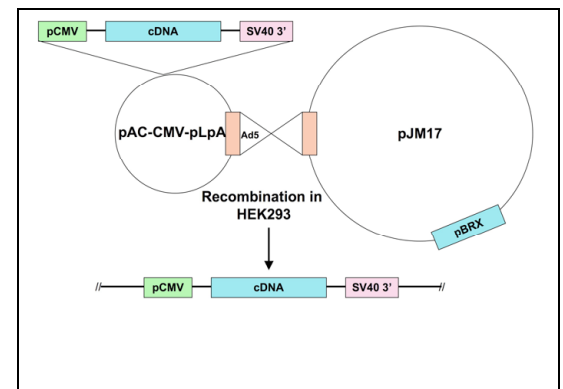 pCMV cDNA SV40 3'
pAC-CMV-pLpA Ad5 pJM17
pBRX
Recombination in
HEK293
// pCMV cDNA SV40 3' //